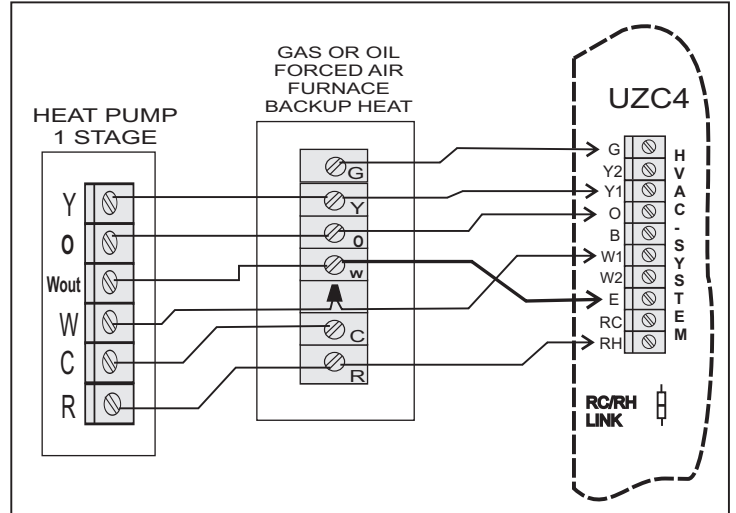 HEAT PUMP
1 STAGE
Y
O
Wout
W
C
R
GAS OR OIL
FORCED AIR
FURNACE
BACKUP HEAT
G
Y
O
w
C
R
UZC4
G
Y2
Y1
O
B
W1
W2
E
RC
RH
HVAC-SYSTEM
RC/RH
LINK